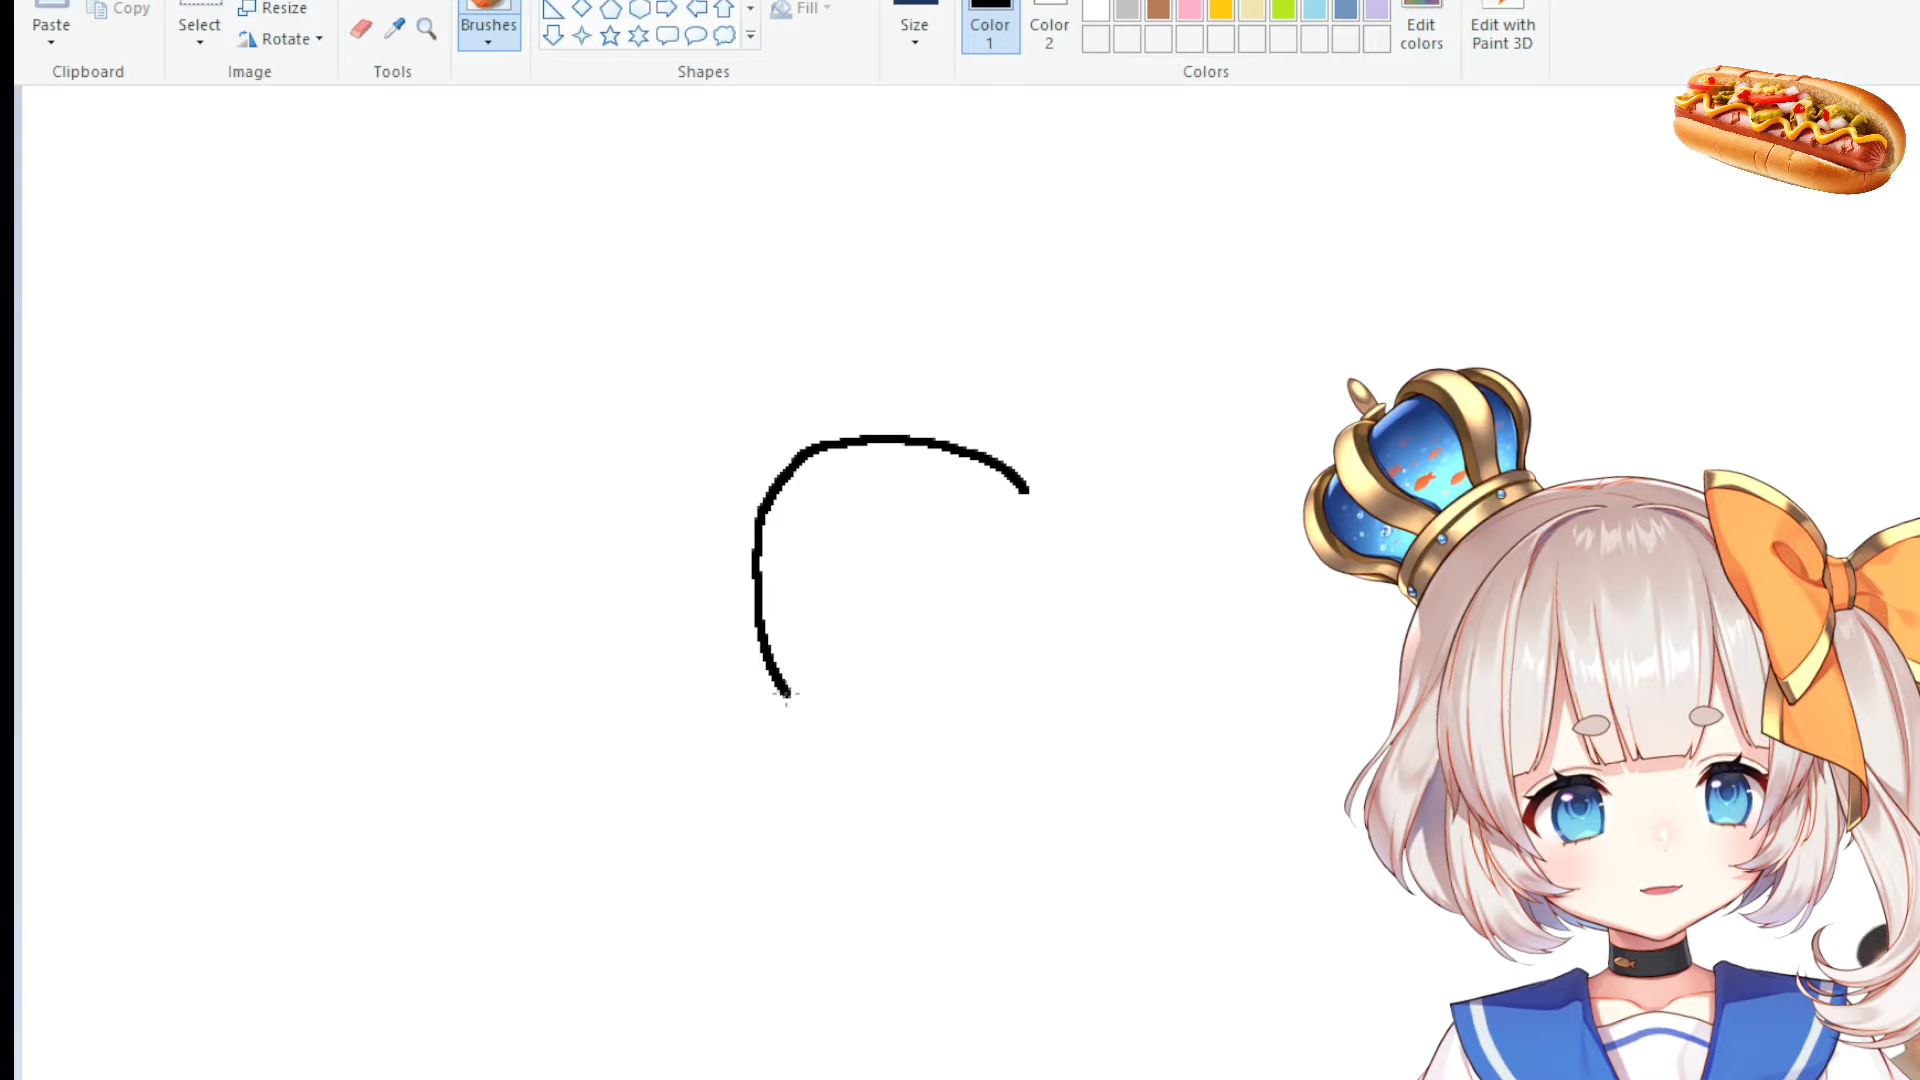 Copy
Resize
Fill
Paste
Select
Rotate
Brushes
Size
Color
1
Color
2
Edit
colors
Edit with
Paint 3D
Clipboard
Image
Tools
Shapes
Colors